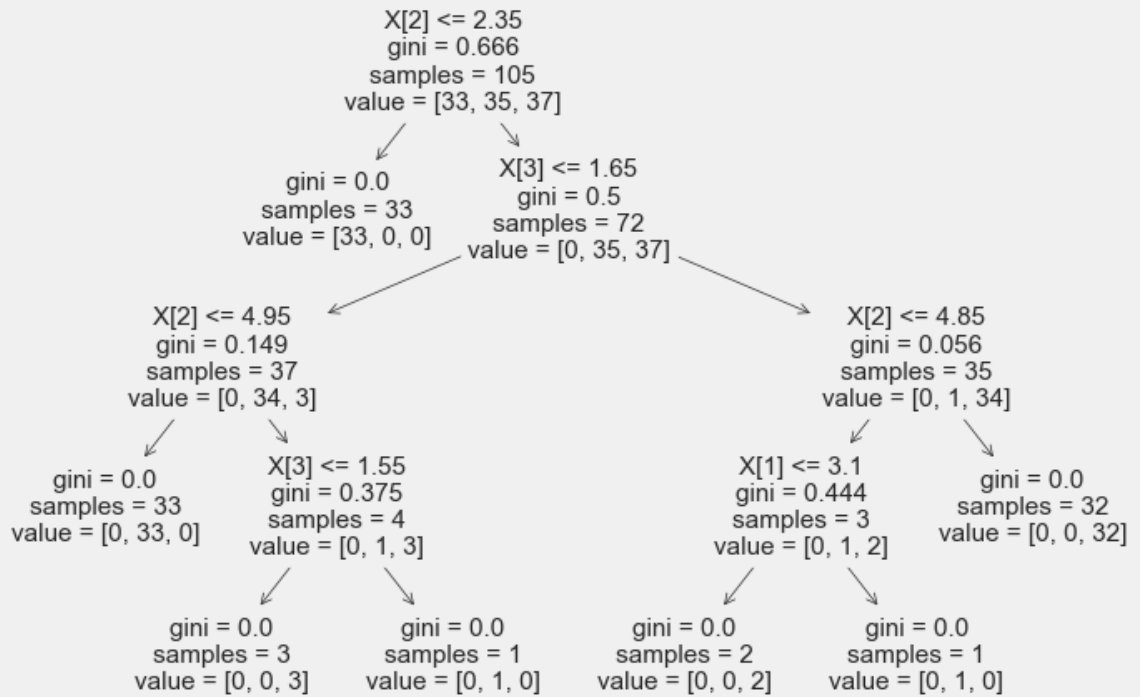 X[2] <= 2.35
gini = 0.666
samples = 105
value = [33, 35, 37]
gini = 0.0
samples = 33
value = [33, 0, 0]
X[3] <= 1.65
gini = 0.5
samples = 72
value = [0, 35, 37]
X[2] <= 4.95
gini = 0.149
samples = 37
value = [0, 34, 3]
X[2] <= 4.85
gini = 0.056
samples = 35
value = [0, 1, 34]
gini = 0.0
samples = 33
value = [0, 33, 0]
X[3] <= 1.55
gini = 0.375
samples = 4
value = [0, 1, 3]
X[1] <= 3.1
gini = 0.444
samples = 3
value = [0, 1, 2]
gini = 0.0
samples = 32
value = [0, 0, 32]
gini = 0.0
samples = 3
value = [0, 0, 3]
gini = 0.0
samples = 1
value = [0, 1, 0]
gini = 0.0
samples = 2
value = [0, 0, 2]
gini = 0.0
samples = 1
value = [0, 1, 0]